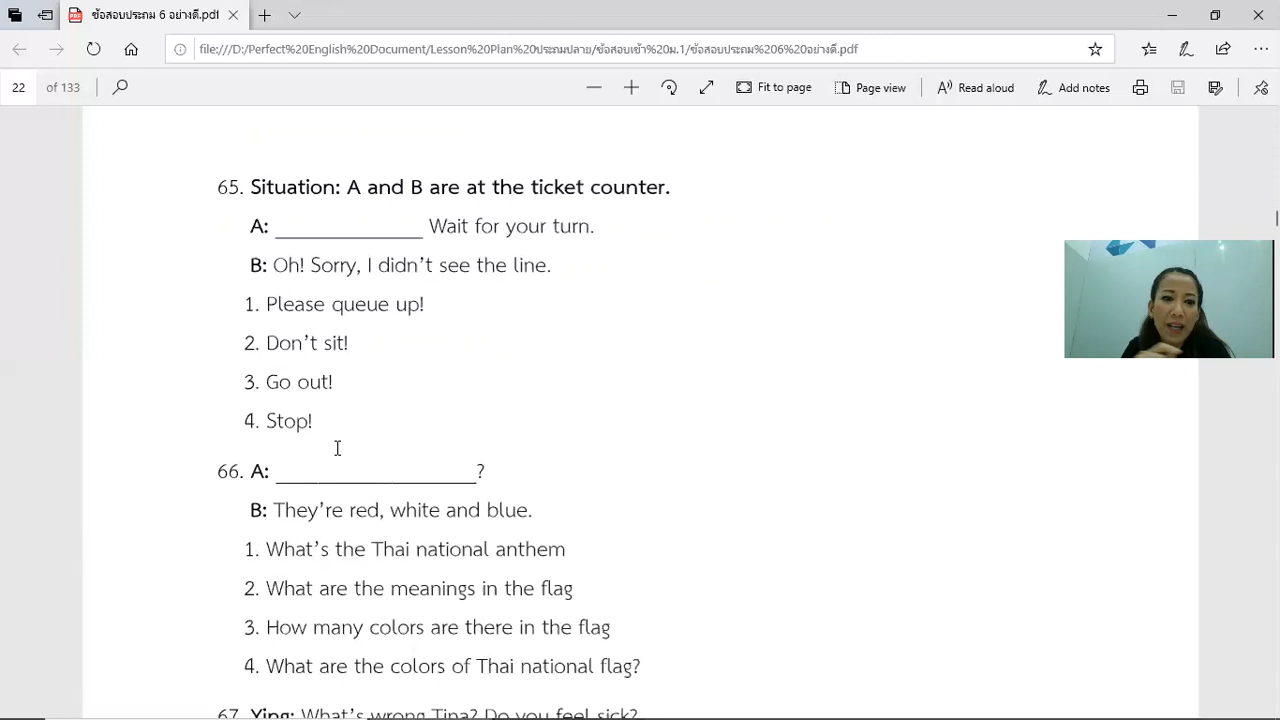 ข้อสอบประถม 6 อย่างดี.pdf
file:///D:/Perfect%20English%20Document/Lesson%20Plan%20ประถมปลาย/ข้อสอบเข้า%20ม.1/ข้อสอบประถม%206%20อย่างดี.pdf
22 of 133 Fit to page Page view Read aloud Add notes
65. Situation: A and B are at the ticket counter.
A: ______________ Wait for your turn.
B: Oh! Sorry, I didn't see the line.
1. Please queue up!
2. Don't sit!
3. Go out!
4. Stop!
66. A: ___________________?
B: They're red, white and blue.
1. What's the Thai national anthem
2. What are the meanings in the flag
3. How many colors are there in the flag
4. What are the colors of Thai national flag?
67. Ying: What's wrong Tina? Do you feel sick?